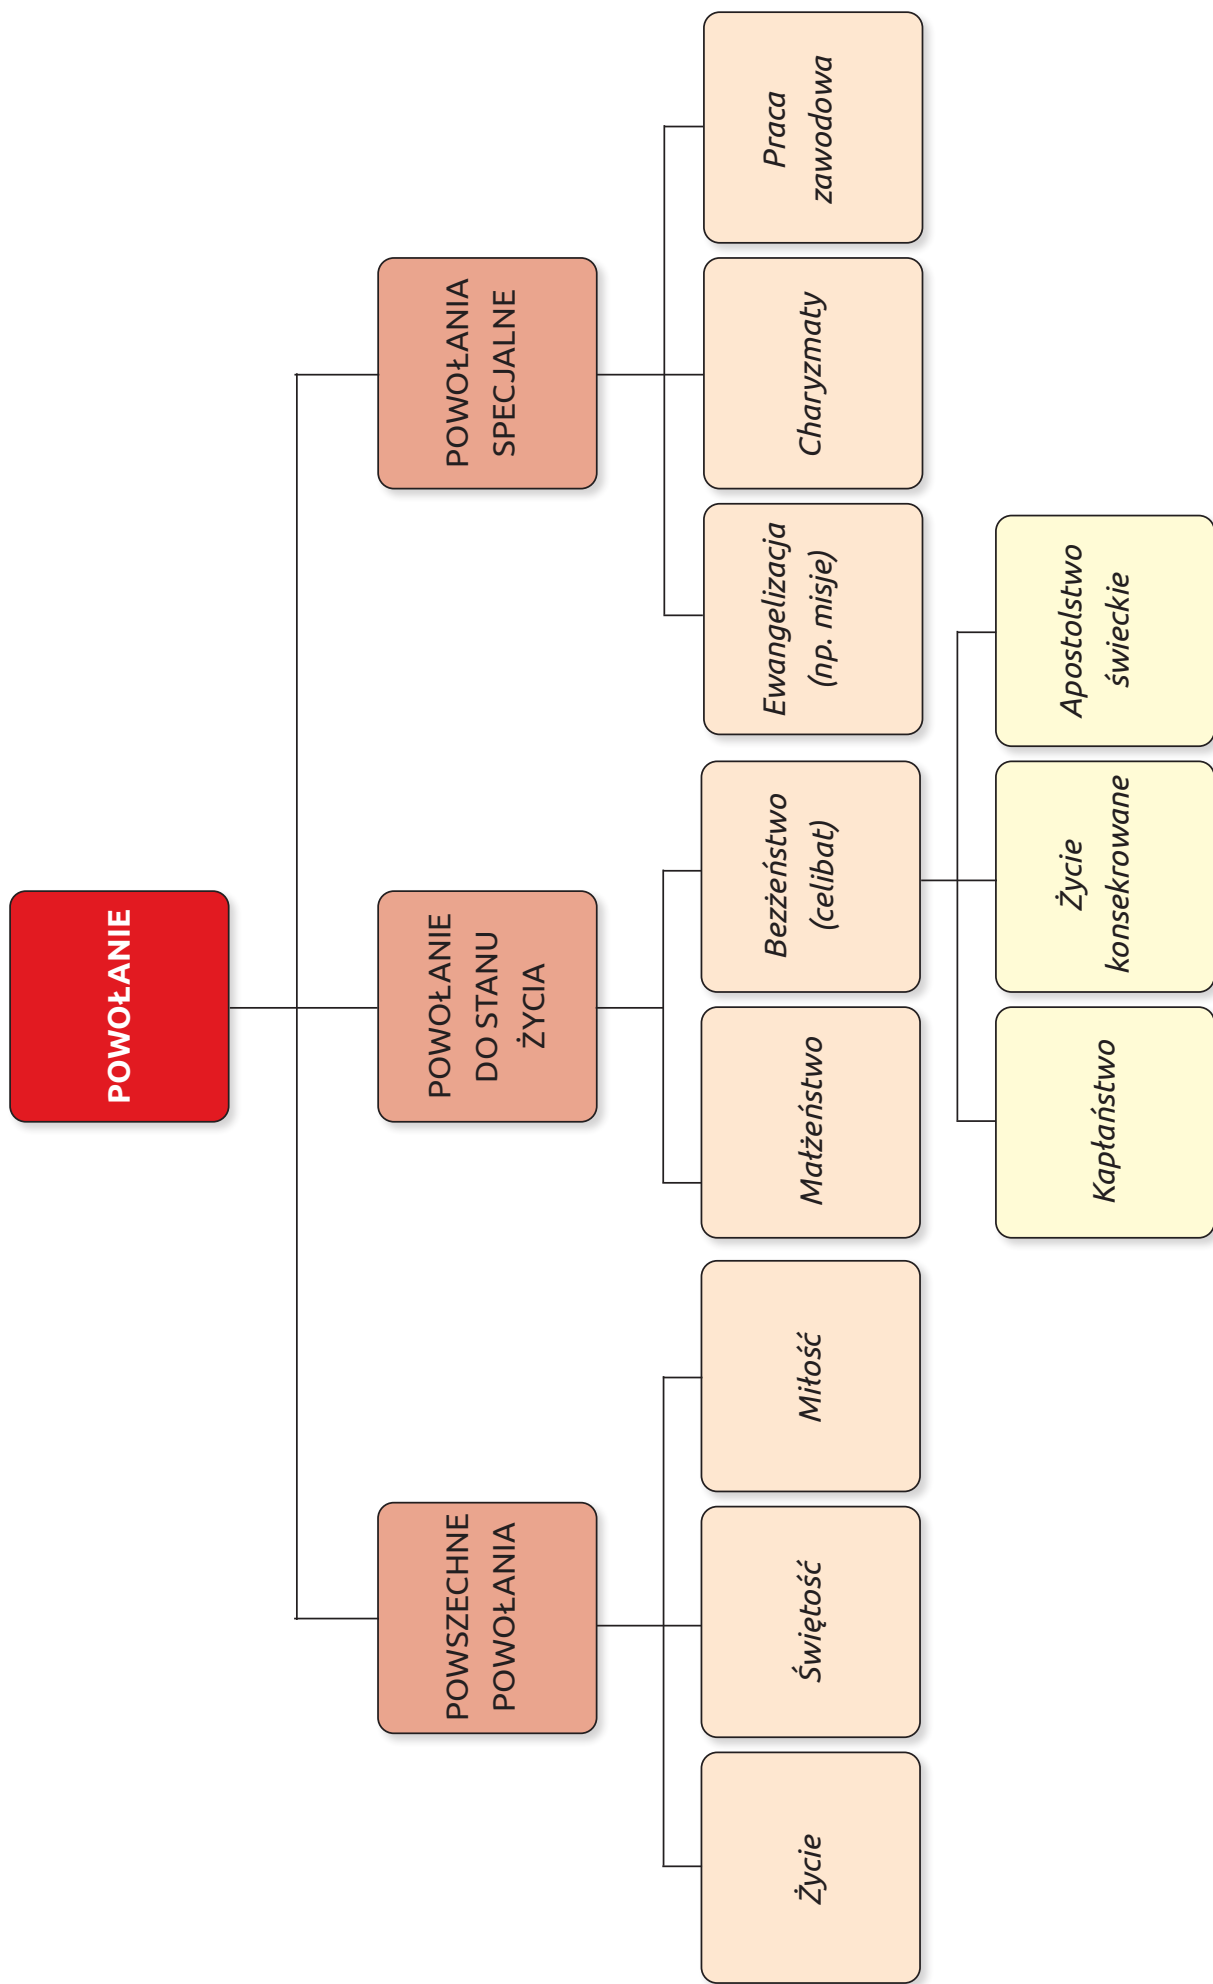 POWOŁANIE
POWSZECHNE
POWOŁANIA
POWOŁANIE
DO STANU
ŻYCIA
POWOŁANIA
SPECJALNE
Życie
Świętość
Miłość
Małżeństwo
Bezżeństwo
(celibat)
Ewangelizacja
(np. misje)
Charyzmaty
Praca
zawodowa
Kapłaństwo
Życie
konsekrowane
Apostolstwo
świeckie